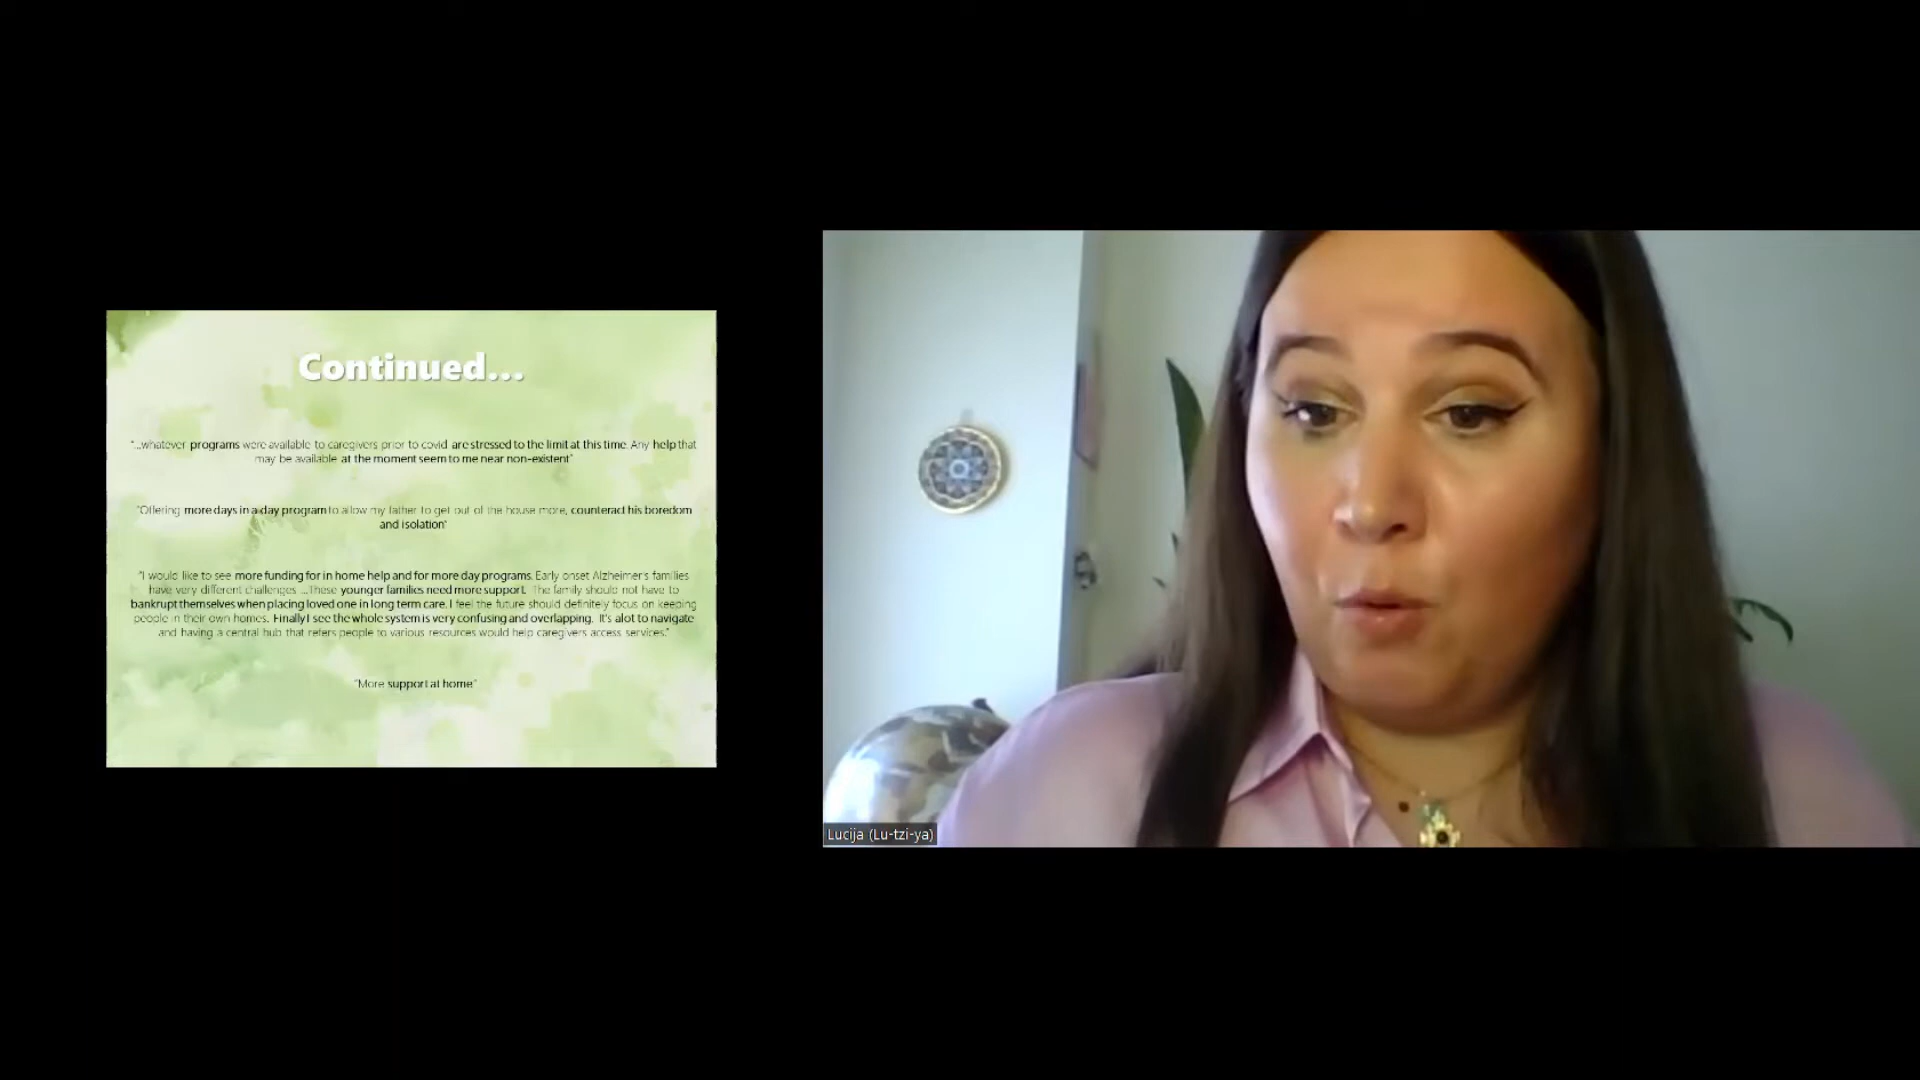 Continued...
"...whatever programs were available to caregivers prior to covid are stressed to the limit at this time. Any help that
may be available at the moment seem to me near non-existent"
"Offering more days in a day program to allow my father to get out of the house more, counteract his boredom
and isolation"
"I would like to see more funding for in home help and for more day programs. Early onset Alzheimer's families
have very different challenges ...These younger families need more support. The family should not have to
bankrupt themselves when placing loved one in long term care. I feel the future should definitely focus on keeping
people in their own homes. Finally I see the whole system is very confusing and overlapping. It's alot to navigate
and having a central hub that refers people to various resources would help caregivers access services."
"More support at home"
Lucija (Lu-tzi-ya)